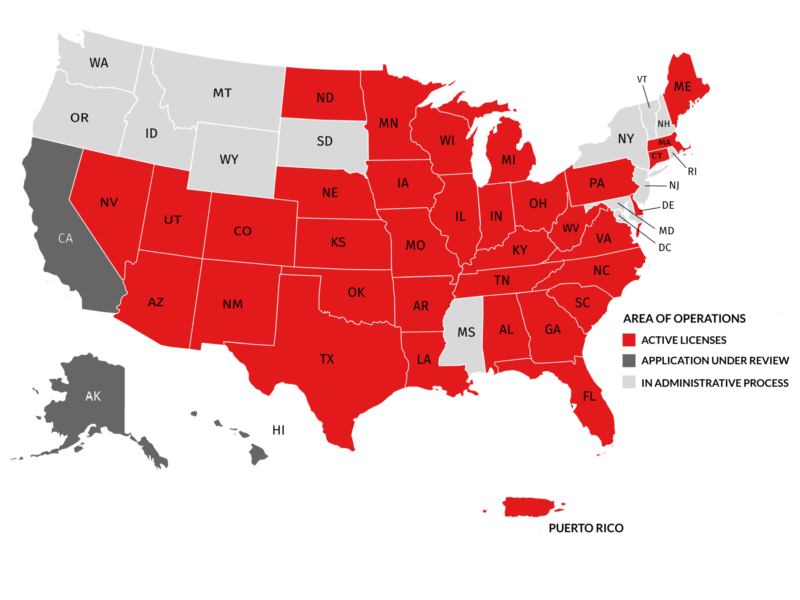 WA
MT
ND
MN
ME
VT
NH
OR
ID
WY
SD
WI
MI
NY
MA
CT
RI
NV
UT
CO
NE
IA
IL
IN
OH
PA
NJ
DE
MD
DC
CA
KS
MO
KY
WV
VA
AZ
NM
OK
AR
TN
NC
SC
TX
LA
MS
AL
GA
FL
AK
HI
AREA OF OPERATIONS
ACTIVE LICENSES
APPLICATION UNDER REVIEW
IN ADMINISTRATIVE PROCESS
PUERTO RICO